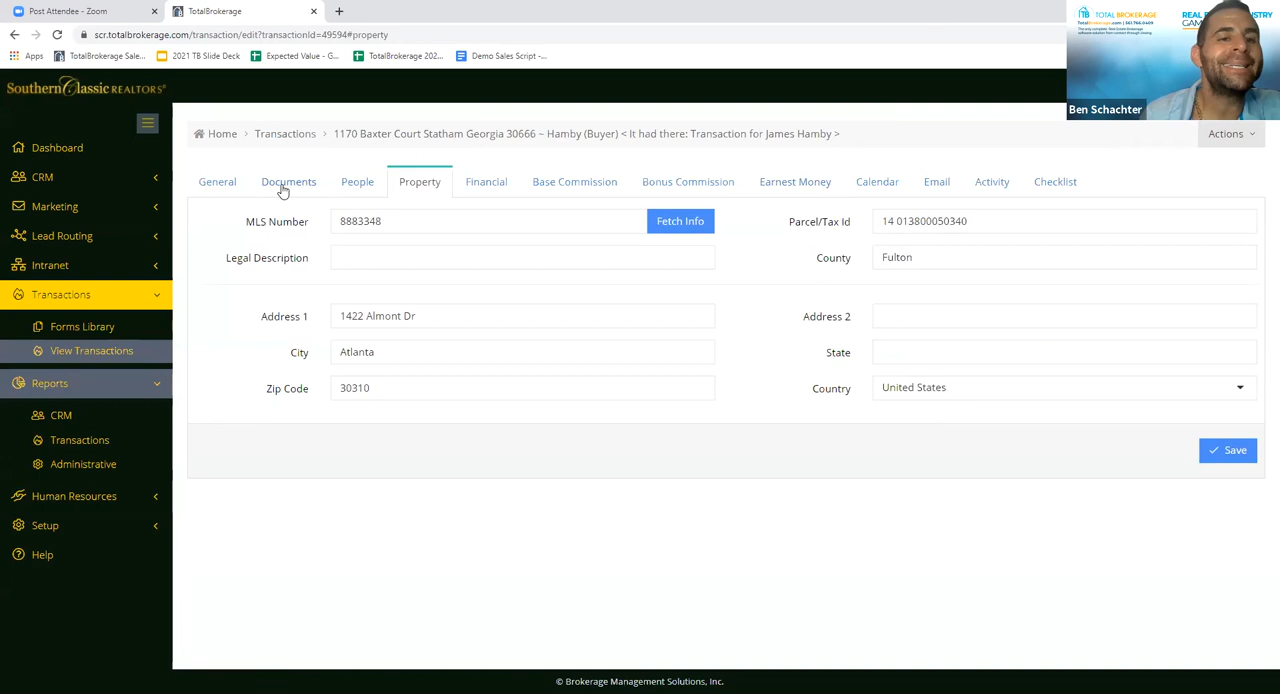 Post Attendee - Zoom
TotalBrokerage
scr.totalbrokerage.com/transaction/edit?transactionId=49594#property
Apps
TotalBrokerage Sale...
2021 TB Slide Deck
Expected Value - G...
TotalBrokerage 202...
Demo Sales Script -...
TOTAL BROKERAGE
TotalBrokerage.com | 561.766.0409
REAL
Ben Schachter
Southern Classic REALTORS®
Home
Transactions
1170 Baxter Court Statham Georgia 30666 ~ Hamby (Buyer) < It had there: Transaction for James Hamby >
Actions
General
Documents
People
Property
Financial
Base Commission
Bonus Commission
Earnest Money
Calendar
Email
Activity
Checklist
Dashboard
CRM
Marketing
Lead Routing
Intranet
Transactions
Forms Library
View Transactions
Reports
CRM
Transactions
Administrative
Human Resources
Setup
Help
MLS Number
8883348
Fetch Info
Parcel/Tax Id
14 013800050340
Legal Description
County
Fulton
Address 1
1422 Almont Dr
Address 2
City
Atlanta
State
Zip Code
30310
Country
United States
Save
© Brokerage Management Solutions, Inc.